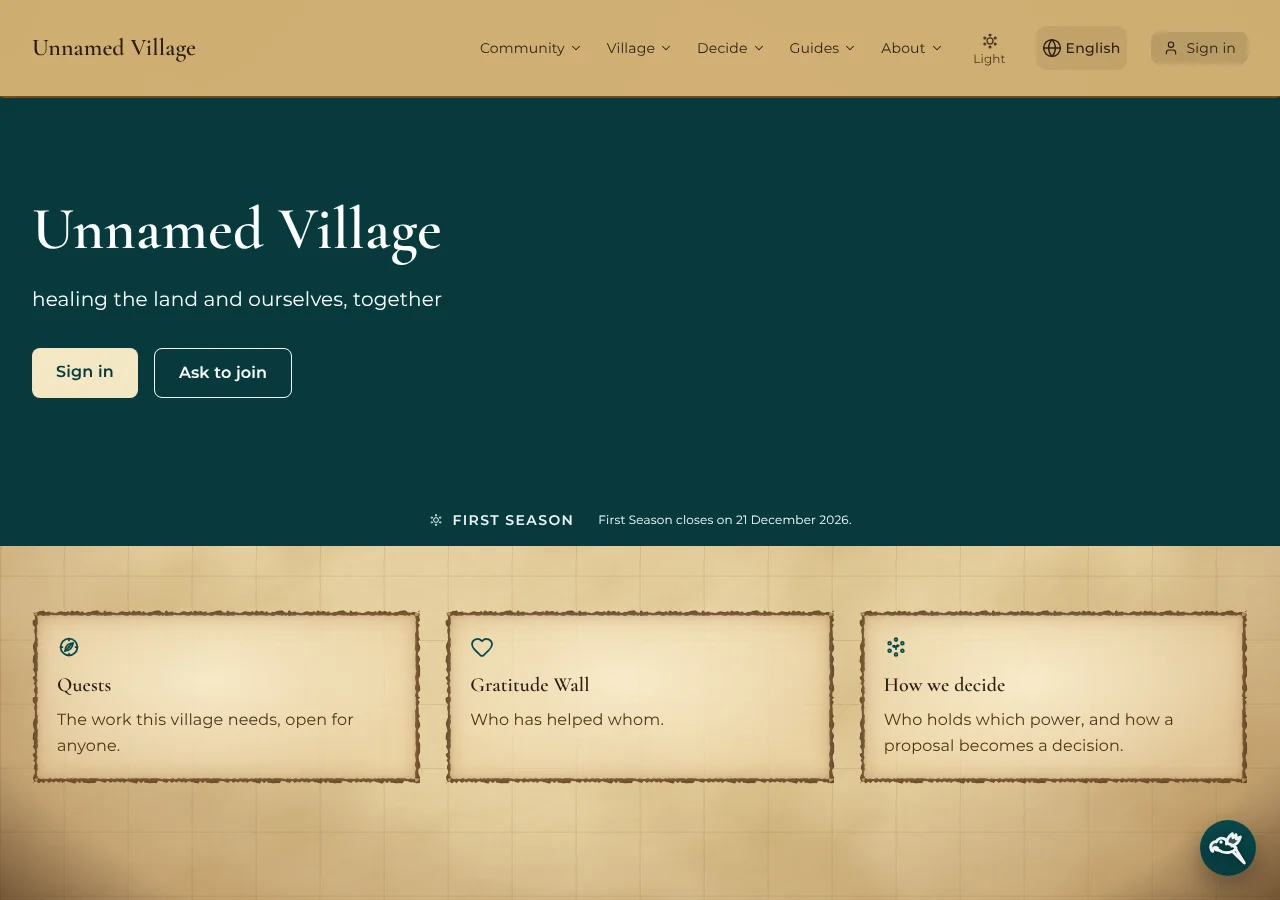 Unnamed Village
Community
Village
Decide
Guides
About
Light
English
Sign in
Unnamed Village
healing the land and ourselves, together
Sign in
Ask to join
FIRST SEASON
First Season closes on 21 December 2026.
Quests
The work this village needs, open for
anyone.
Gratitude Wall
Who has helped whom.
How we decide
Who holds which power, and how a
proposal becomes a decision.